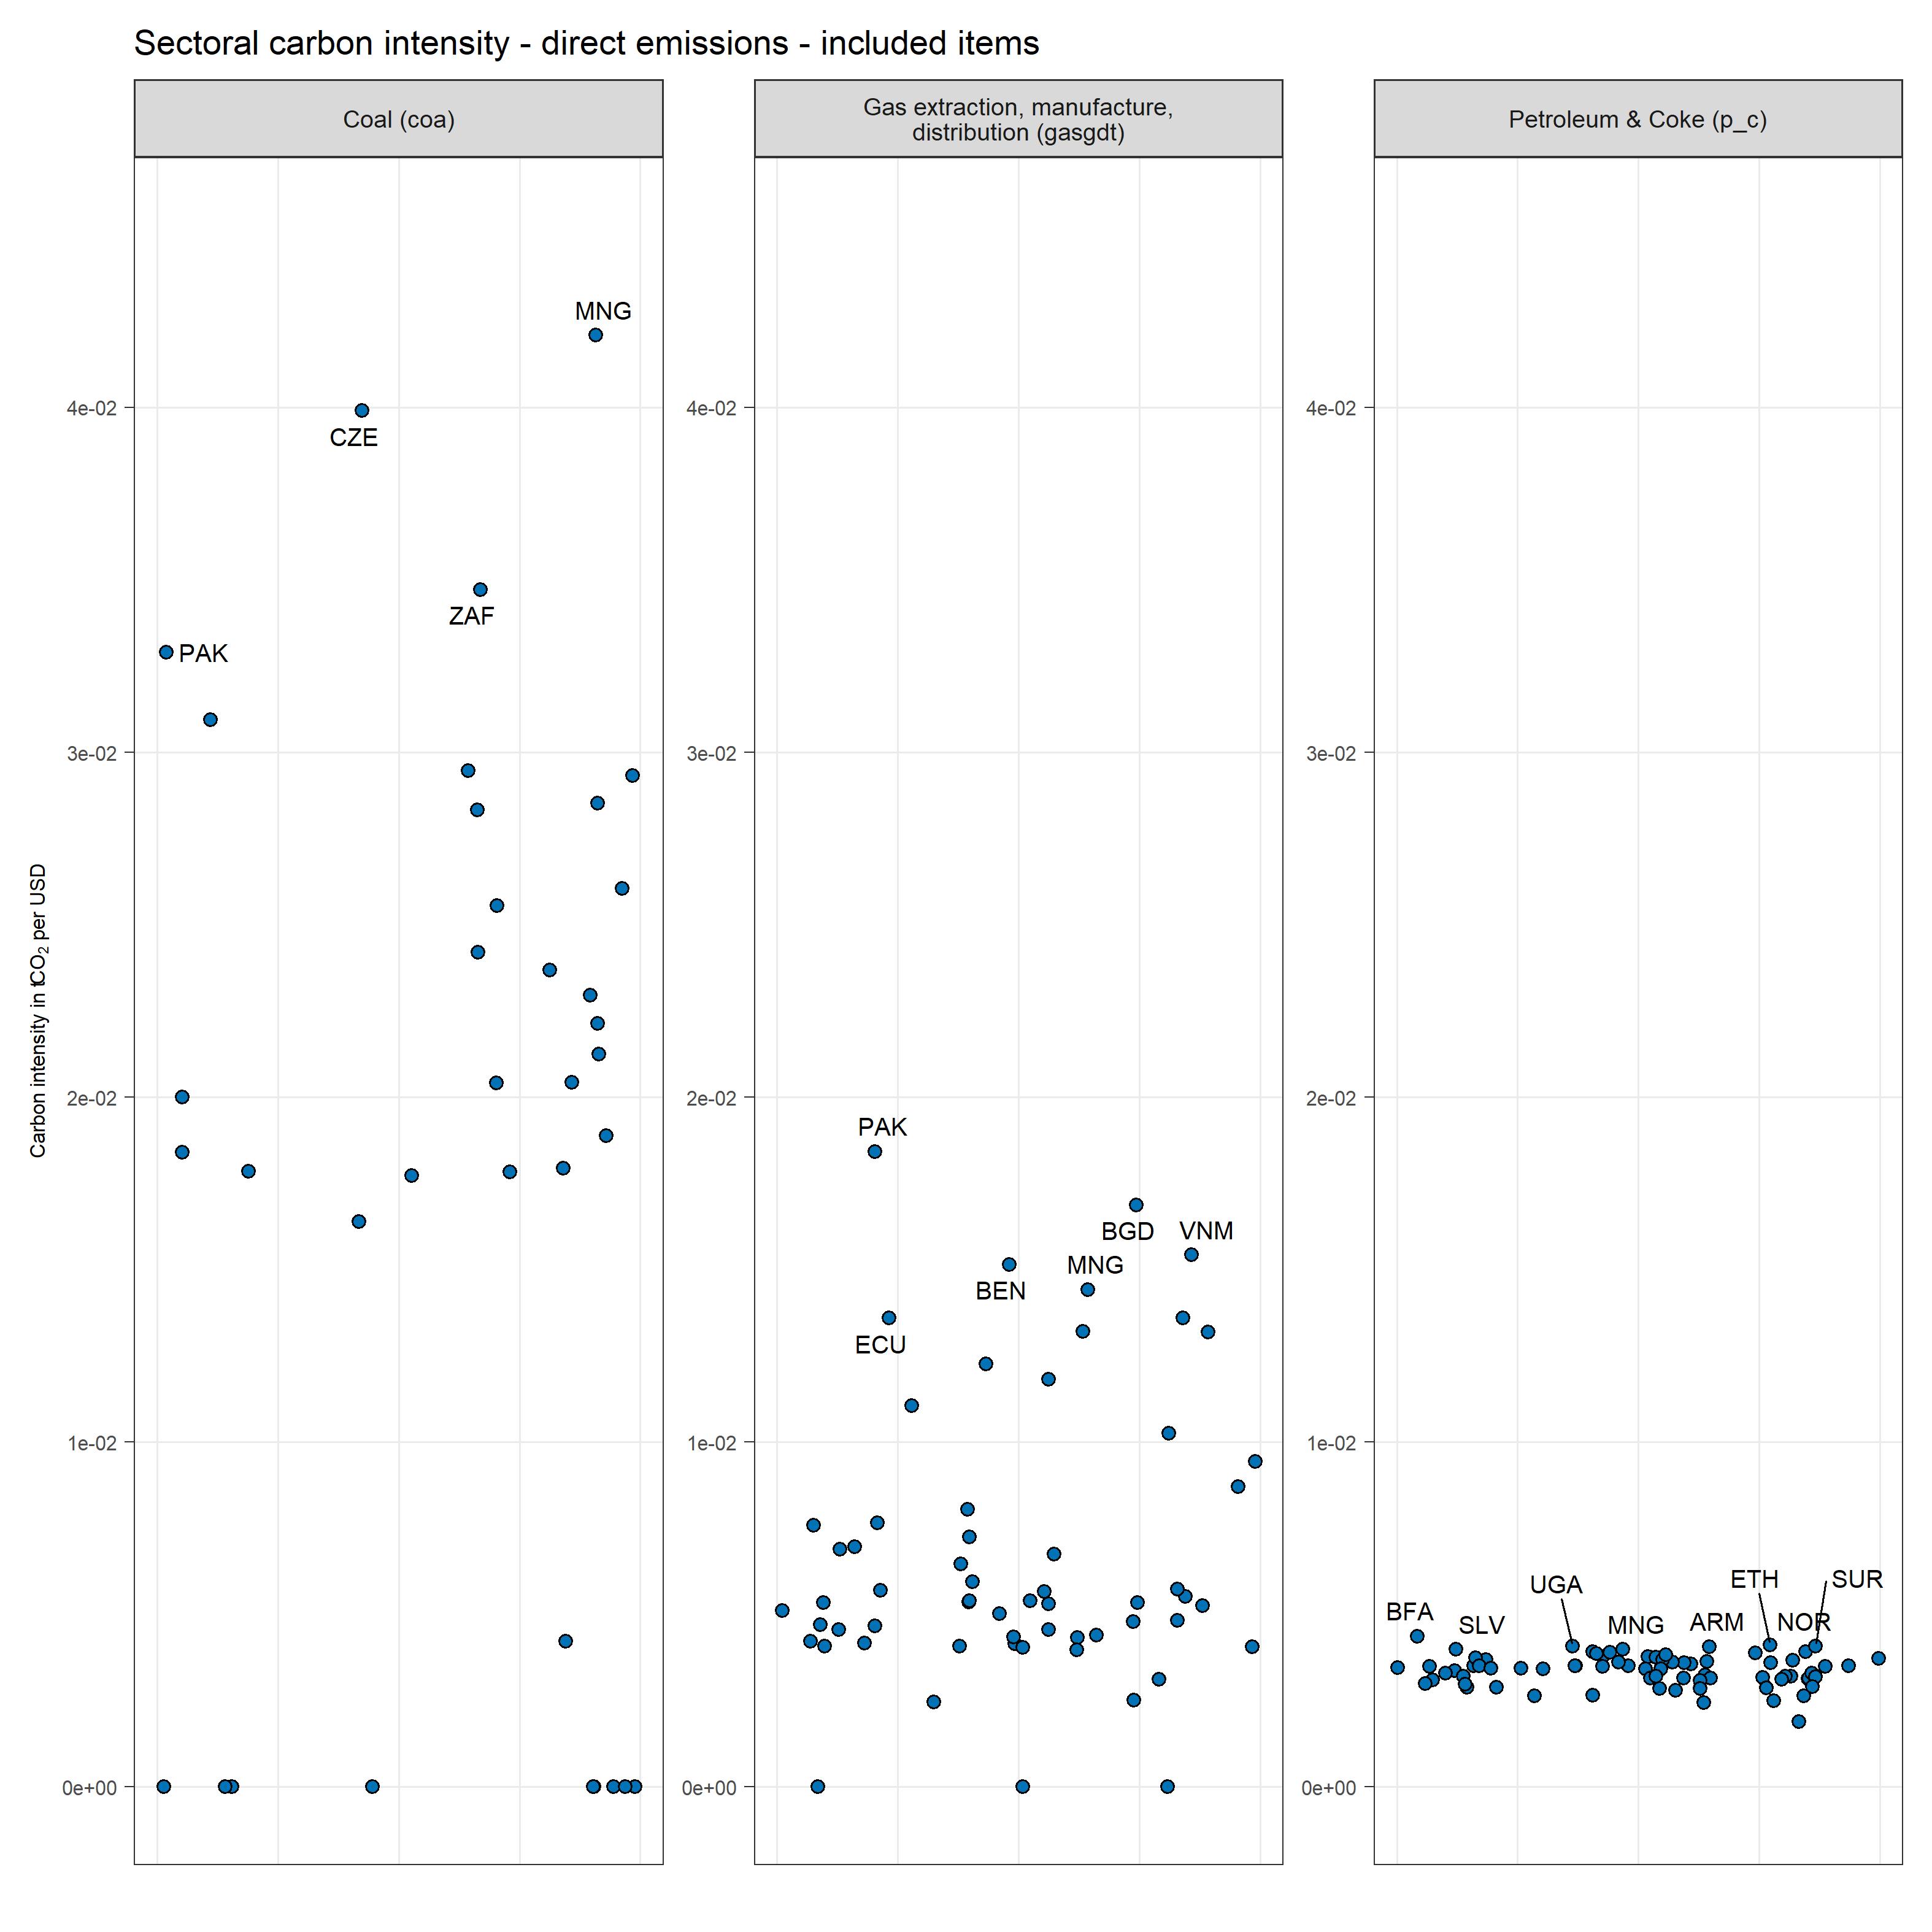 Sectoral carbon intensity - direct emissions - included items
Coal (coa)
Gas extraction, manufacture,
distribution (gasgdt)
Petroleum & Coke (p_c)
Carbon intensity in tCO₂ per USD
4e-02
3e-02
2e-02
1e-02
0e+00
MNG
CZE
ZAF
PAK
4e-02
3e-02
2e-02
1e-02
0e+00
PAK
BGD
VNM
MNG
BEN
ECU
4e-02
3e-02
2e-02
1e-02
0e+00
BFA
SLV
UGA
MNG
ARM
ETH
NOR
SUR